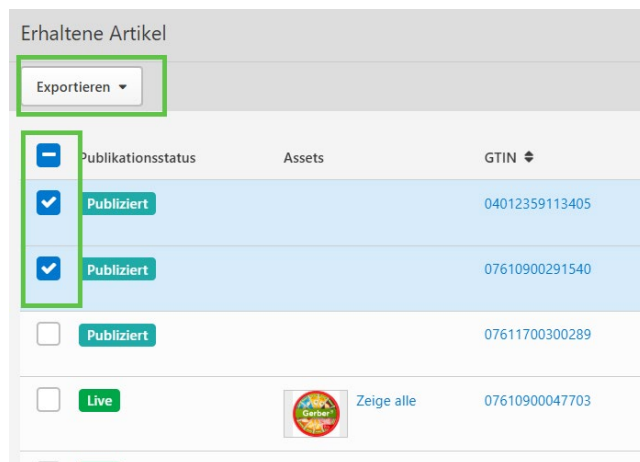 Erhaltene Artikel
Exportieren
Publikationsstatus Assets GTIN
Publiziert 04012359113405
Publiziert 07610900291540
Publiziert 07611700300289
Live Gerber Zeige alle 07610900047703